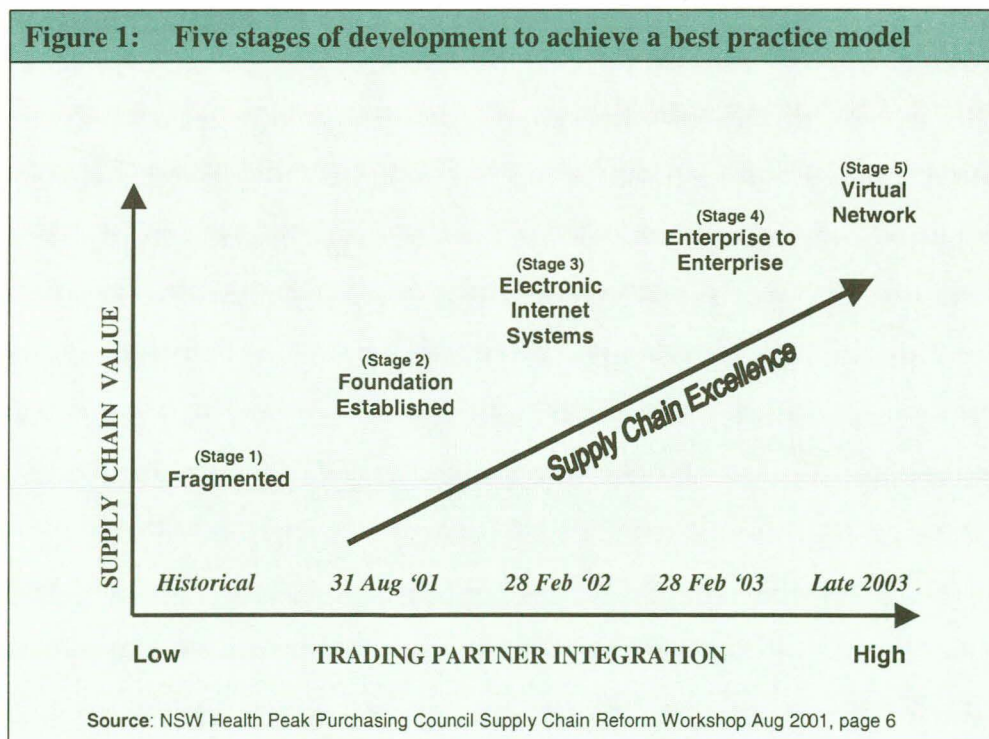 Figure 1: Five stages of development to achieve a best practice model
(Stage 5)
Virtual
Network
(Stage 4)
Enterprise to
Enterprise
(Stage 3)
Electronic
Internet
Systems
(Stage 2)
Foundation
Established
(Stage 1)
Fragmented
Supply Chain Excellence
SUPPLY CHAIN VALUE
Historical 31 Aug ‘01 28 Feb ‘02 28 Feb ‘03 Late 2003
Low TRADING PARTNER INTEGRATION High
Source: NSW Health Peak Purchasing Council Supply Chain Reform Workshop Aug 2001, page 6